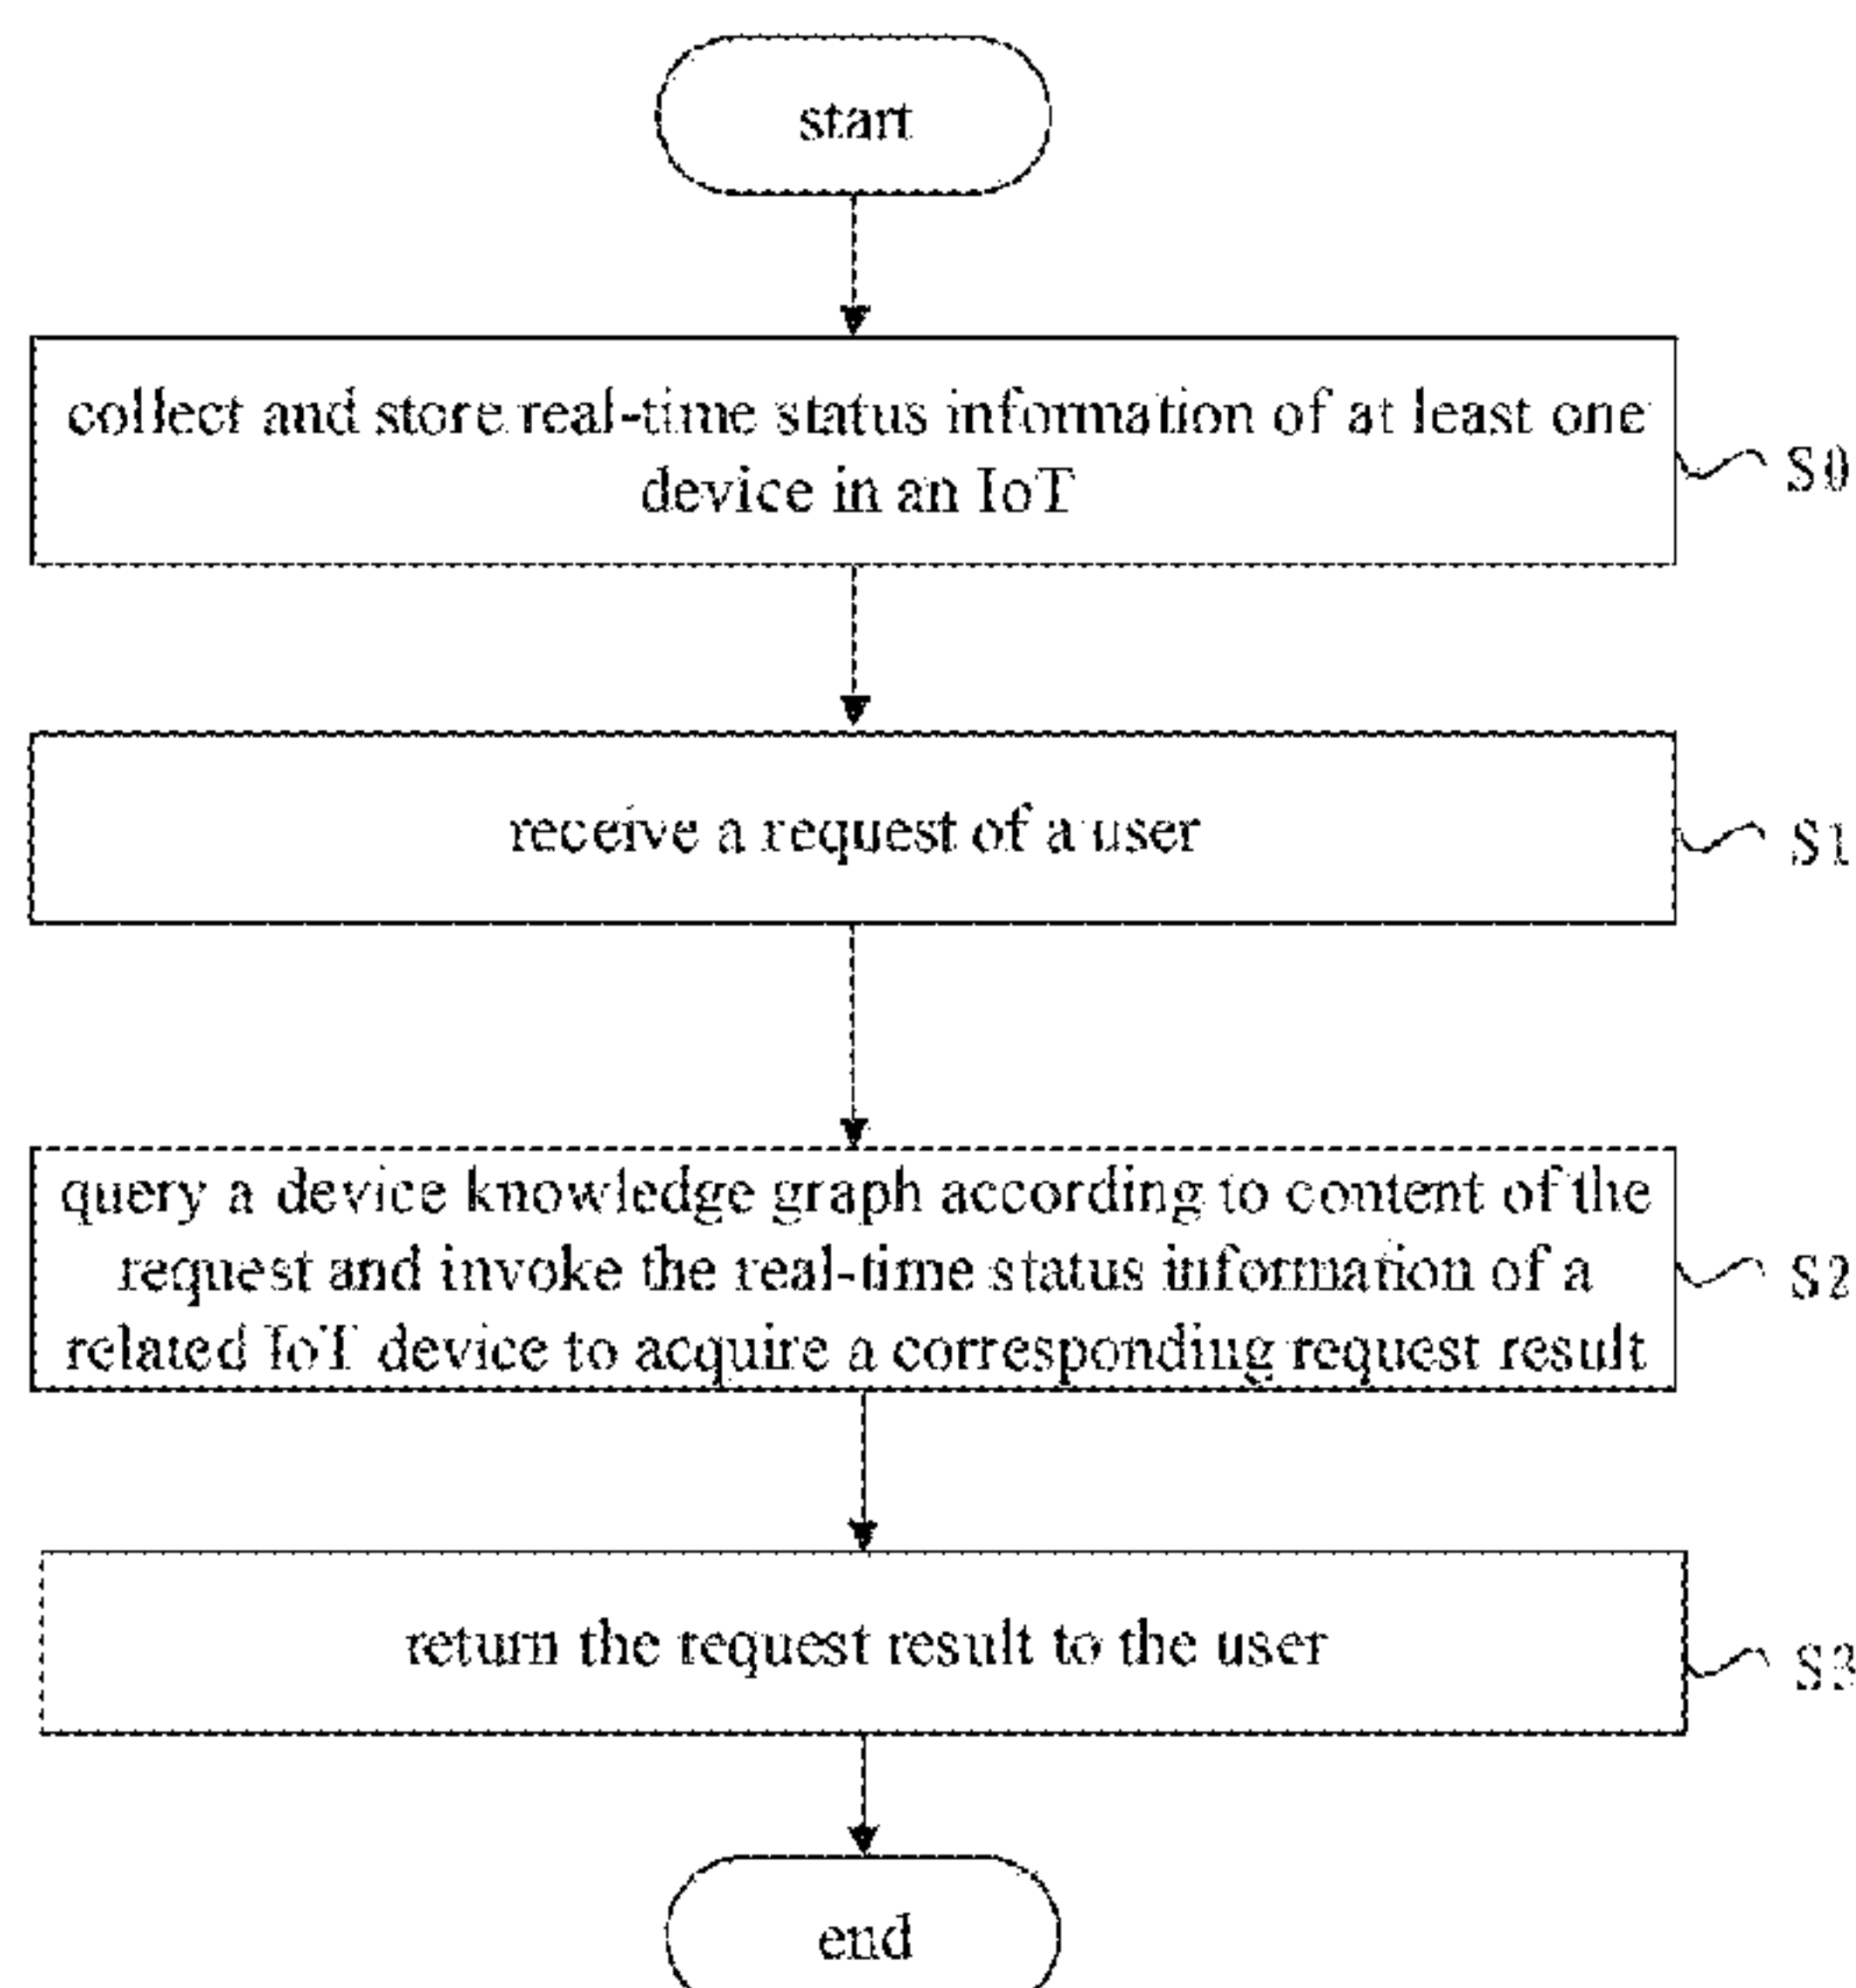 start
collect and store real-time status information of at least one
device in an IoT
S0
receive a request of a user
S1
query a device knowledge graph according to content of the
request and invoke the real-time status information of a
related IoT device to acquire a corresponding request result
S2
return the request result to the user
S3
end